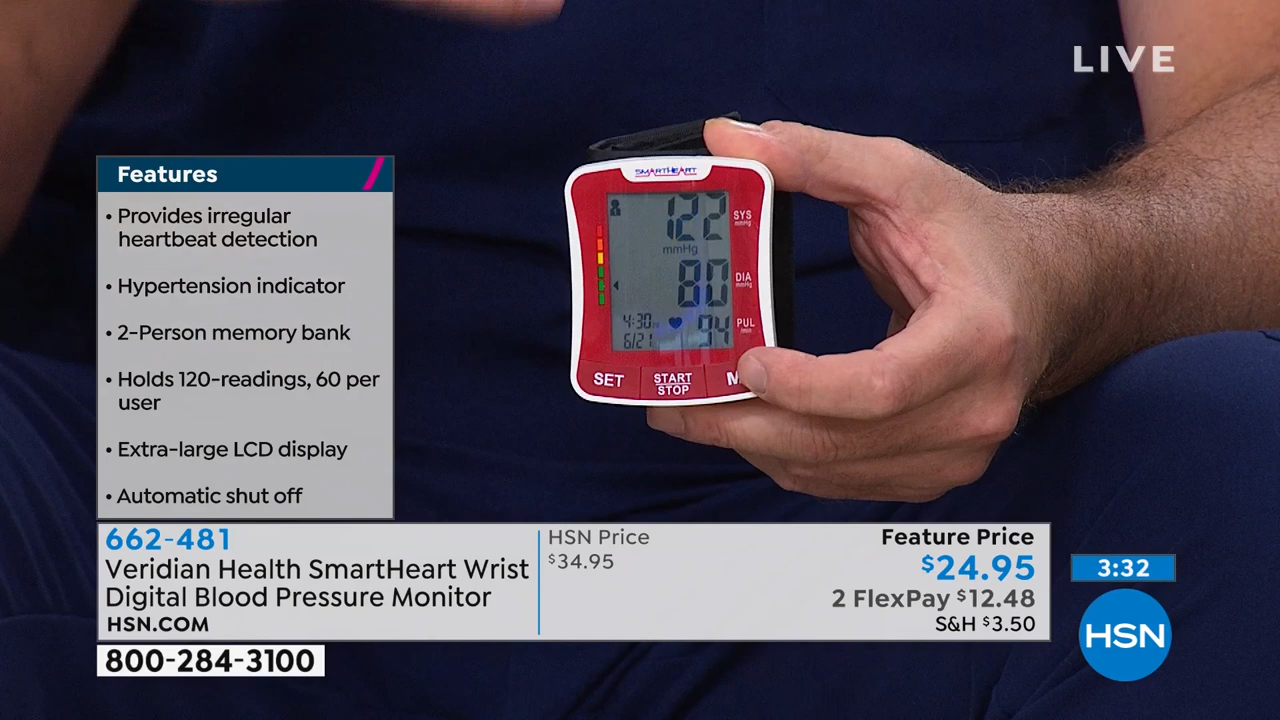 LIVE
Features
• Provides irregular
heartbeat detection
• Hypertension indicator
• 2-Person memory bank
• Holds 120-readings, 60 per
user
• Extra-large LCD display
• Automatic shut off
SMARTHEART
122
SYS
mmHg
mmHg
80
DIA
mmHg
4:30
94
PUL
/min
6/21
SET
START
STOP
M
662-481
Veridian Health SmartHeart Wrist
Digital Blood Pressure Monitor
HSN.COM
HSN Price
$34.95
Feature Price
$24.95
2 FlexPay $12.48
S&H $3.50
800-284-3100
3:32
HSN